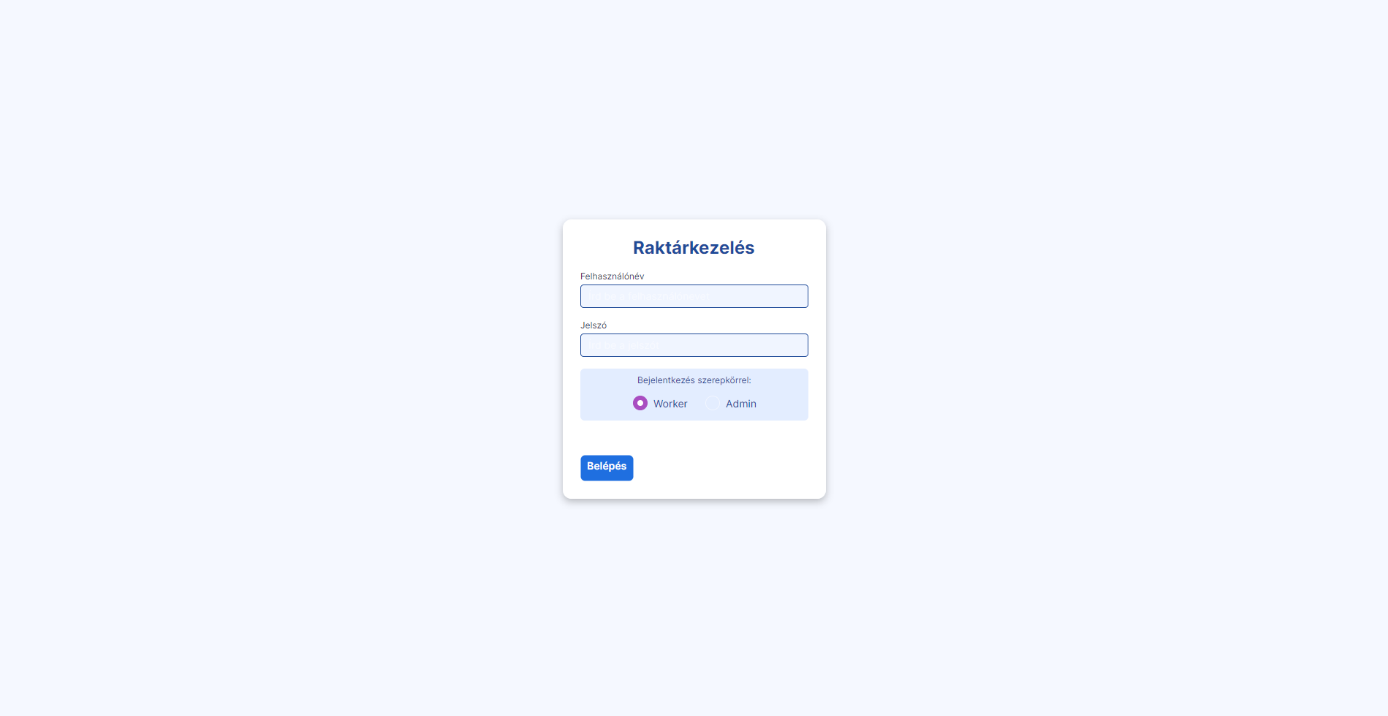 Raktárkezelés
Felhasználónév
Jelszó
Bejelentkezés szerepkörrel:
Worker Admin
Belépés